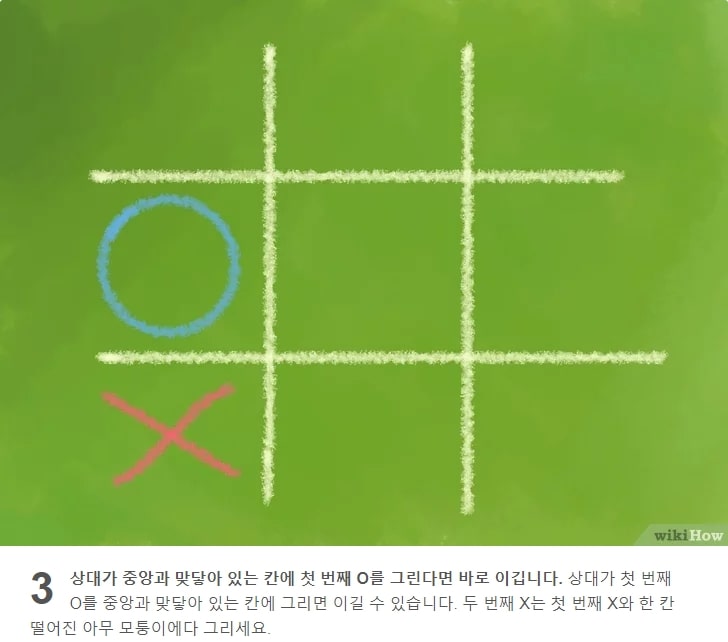 wikiHow
3 상대가 중앙과 맞닿아 있는 칸에 첫 번째 O를 그린다면 바로 이깁니다. 상대가 첫 번째
O를 중앙과 맞닿아 있는 칸에 그리면 이길 수 있습니다. 두 번째 X는 첫 번째 X와 한 칸
떨어진 아무 모퉁이에다 그리세요.